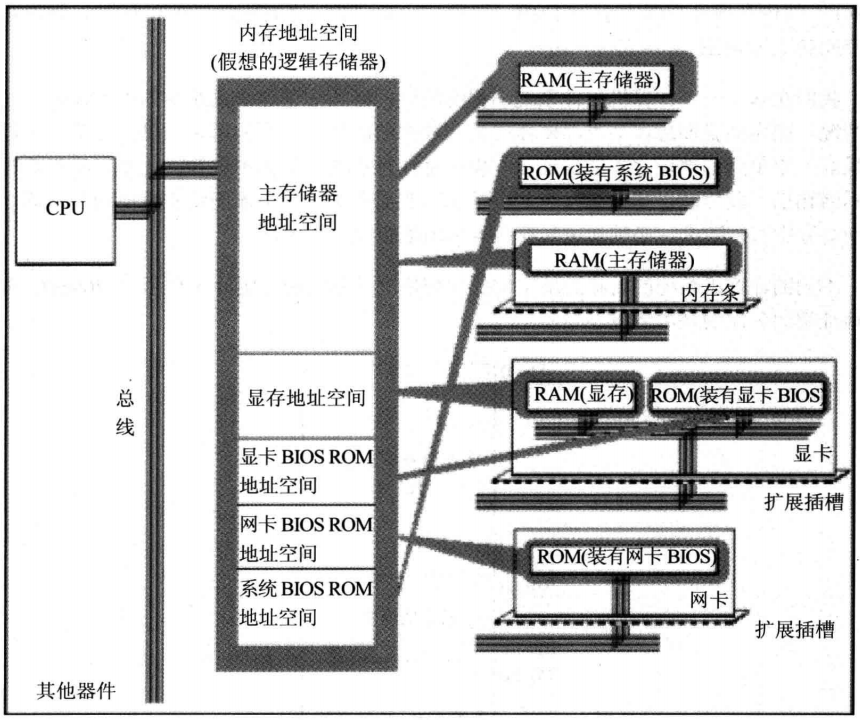 内存地址空间
(假想的逻辑存储器)
CPU
总
线
其他器件
主存储器
地址空间
显存地址空间
显卡 BIOS ROM
地址空间
网卡 BIOS ROM
地址空间
系统 BIOS ROM
地址空间
RAM(主存储器)
ROM(装有系统 BIOS)
RAM(主存储器)
内存条
RAM(显存)
ROM(装有显卡 BIOS)
显卡
扩展插槽
ROM(装有网卡 BIOS)
网卡
扩展插槽